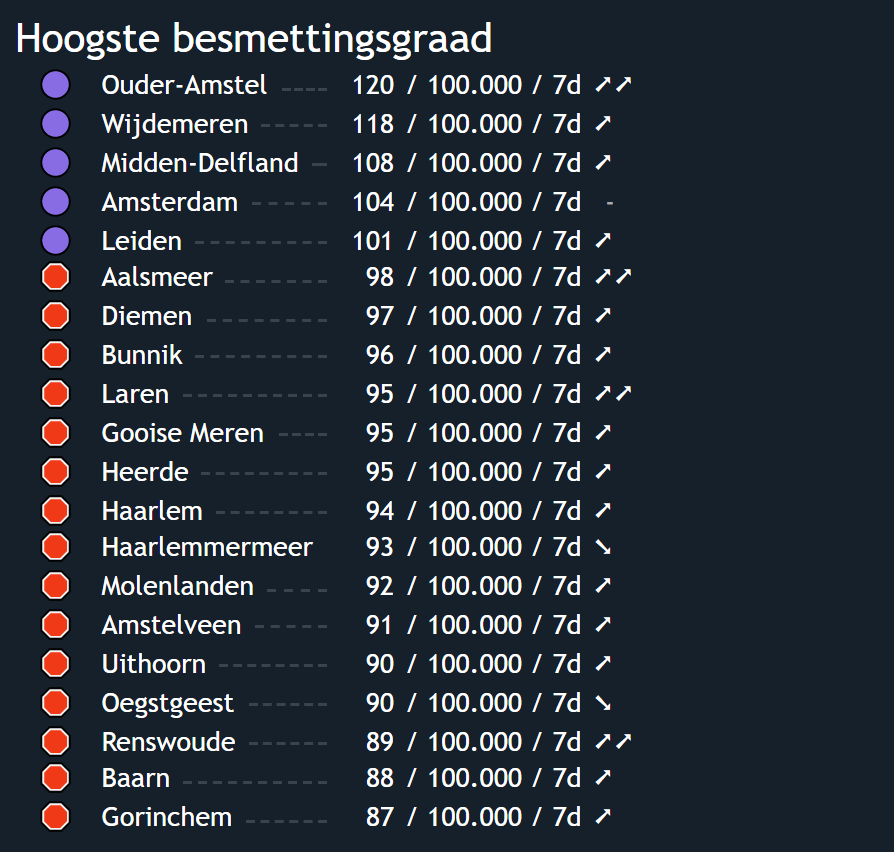 Hoogste besmettingsgraad
Ouder-Amstel ---- 120 / 100.000 / 7d ➚➚
Wijdemeren ------ 118 / 100.000 / 7d ➚
Midden-Delfland - 108 / 100.000 / 7d ➚
Amsterdam ------ 104 / 100.000 / 7d -
Leiden ---------- 101 / 100.000 / 7d ➚
Aalsmeer -------- 98 / 100.000 / 7d ➚➚
Diemen --------- 97 / 100.000 / 7d ➚
Bunnik ---------- 96 / 100.000 / 7d ➚
Laren ----------- 95 / 100.000 / 7d ➚➚
Gooise Meren ---- 95 / 100.000 / 7d ➚
Heerde ---------- 95 / 100.000 / 7d ➚
Haarlem -------- 94 / 100.000 / 7d ➚
Haarlemmermeer 93 / 100.000 / 7d ➘
Molenlanden ---- 92 / 100.000 / 7d ➚
Amstelveen ------ 91 / 100.000 / 7d ➚
Uithoorn -------- 90 / 100.000 / 7d ➚
Oegstgeest ------ 90 / 100.000 / 7d ➘
Renswoude ------ 89 / 100.000 / 7d ➚➚
Baarn ----------- 88 / 100.000 / 7d ➚
Gorinchem ------ 87 / 100.000 / 7d ➚